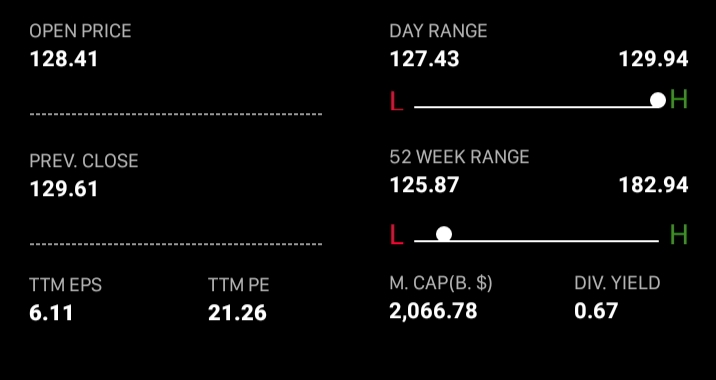 OPEN PRICE
128.41
DAY RANGE
127.43 129.94
L H
PREV. CLOSE
129.61
52 WEEK RANGE
125.87 182.94
L H
TTM EPS TTM PE
6.11 21.26
M. CAP(B. $) DIV. YIELD
2,066.78 0.67